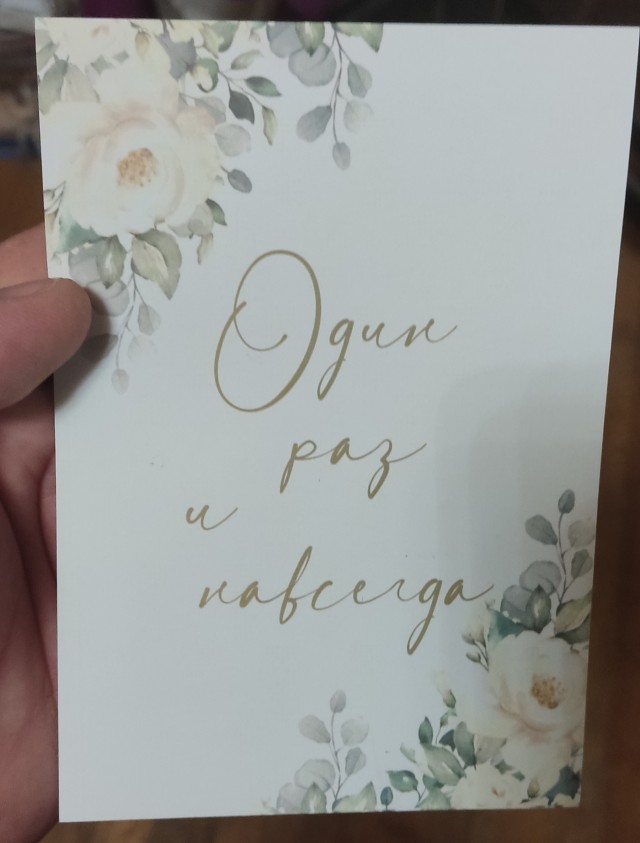 Один
раз
и
навсегда